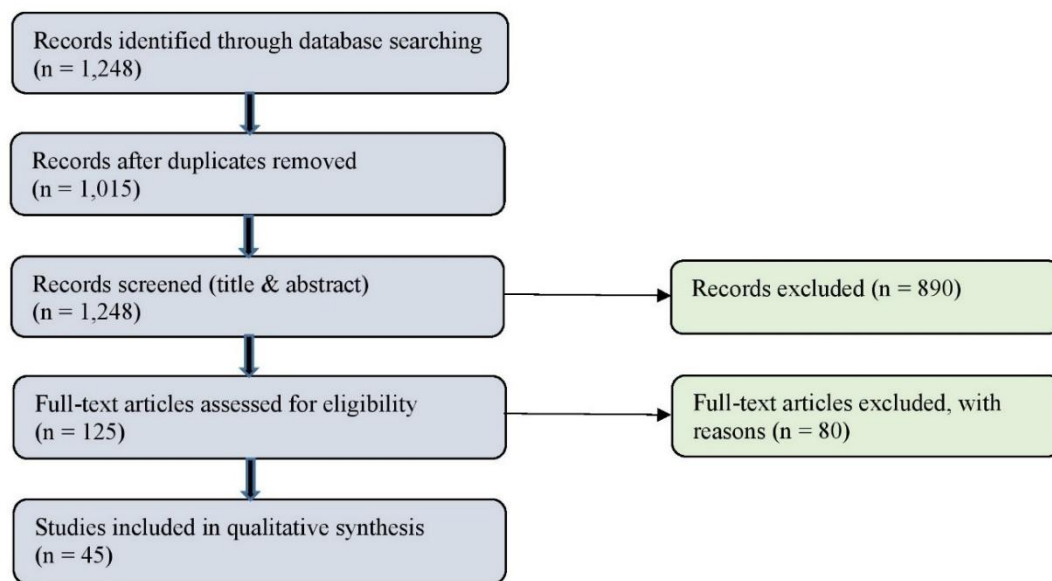 Records identified through database searching
(n = 1,248)
Records after duplicates removed
(n = 1,015)
Records screened (title & abstract)
(n = 1,248)
Records excluded (n = 890)
Full-text articles assessed for eligibility
(n = 125)
Full-text articles excluded, with
reasons (n = 80)
Studies included in qualitative synthesis
(n = 45)